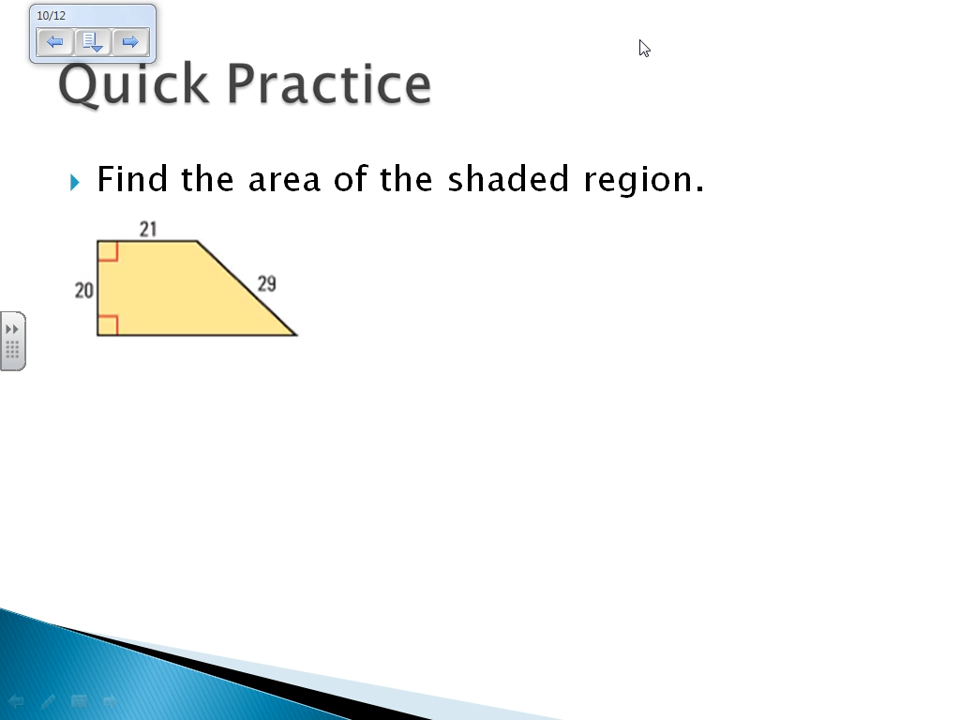 10/12
Quick Practice
Find the area of the shaded region.
21
20
29